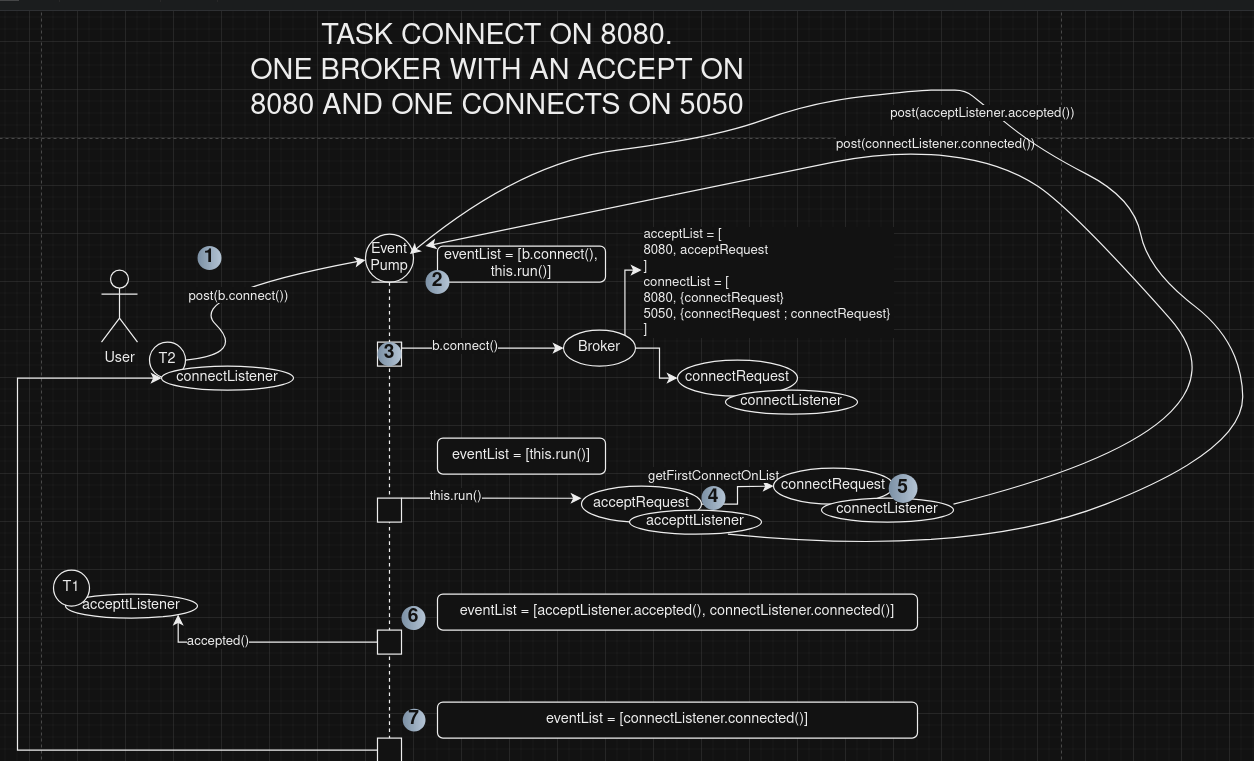 TASK CONNECT ON 8080.
ONE BROKER WITH AN ACCEPT ON
8080 AND ONE CONNECTS ON 5050
post(acceptListener.accepted())
post(connectListener.connected())
1
Event
Pump
eventList = [b.connect(),
this.run()]
2
acceptList = [
8080, acceptRequest
]
connectList = [
8080, {connectRequest}
5050, {connectRequest ; connectRequest}
]
post(b.connect())
User
T2
connectListener
3
b.connect()
Broker
connectRequest
connectListener
eventList = [this.run()]
getFirstConnectOnList
this.run()
acceptRequest
4
accepttListener
connectRequest
5
connectListener
T1
accepttListener
6
eventList = [acceptListener.accepted(), connectListener.connected()]
accepted()
7
eventList = [connectListener.connected()]